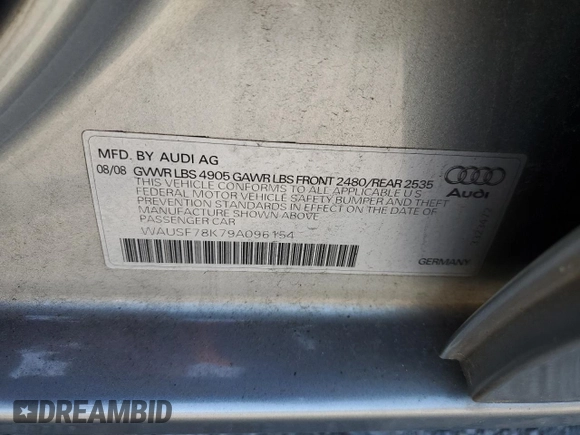 MFD. BY AUDI AG
08/08 GVWR LBS 4905 GAWR LBS FRONT 2480/REAR 2535
THIS VEHICLE CONFORMS TO ALL APPLICABLE U.S.
FEDERAL MOTOR VEHICLE SAFETY,BUMPER AND THEFT
PREVENTION STANDARDS IN EFFECT ON THE DATE OF
MANUFACTURE SHOWN ABOVE
PASSENGER CAR
WAUSF78K79A096154
Audi
GERMANY
DREAMBID